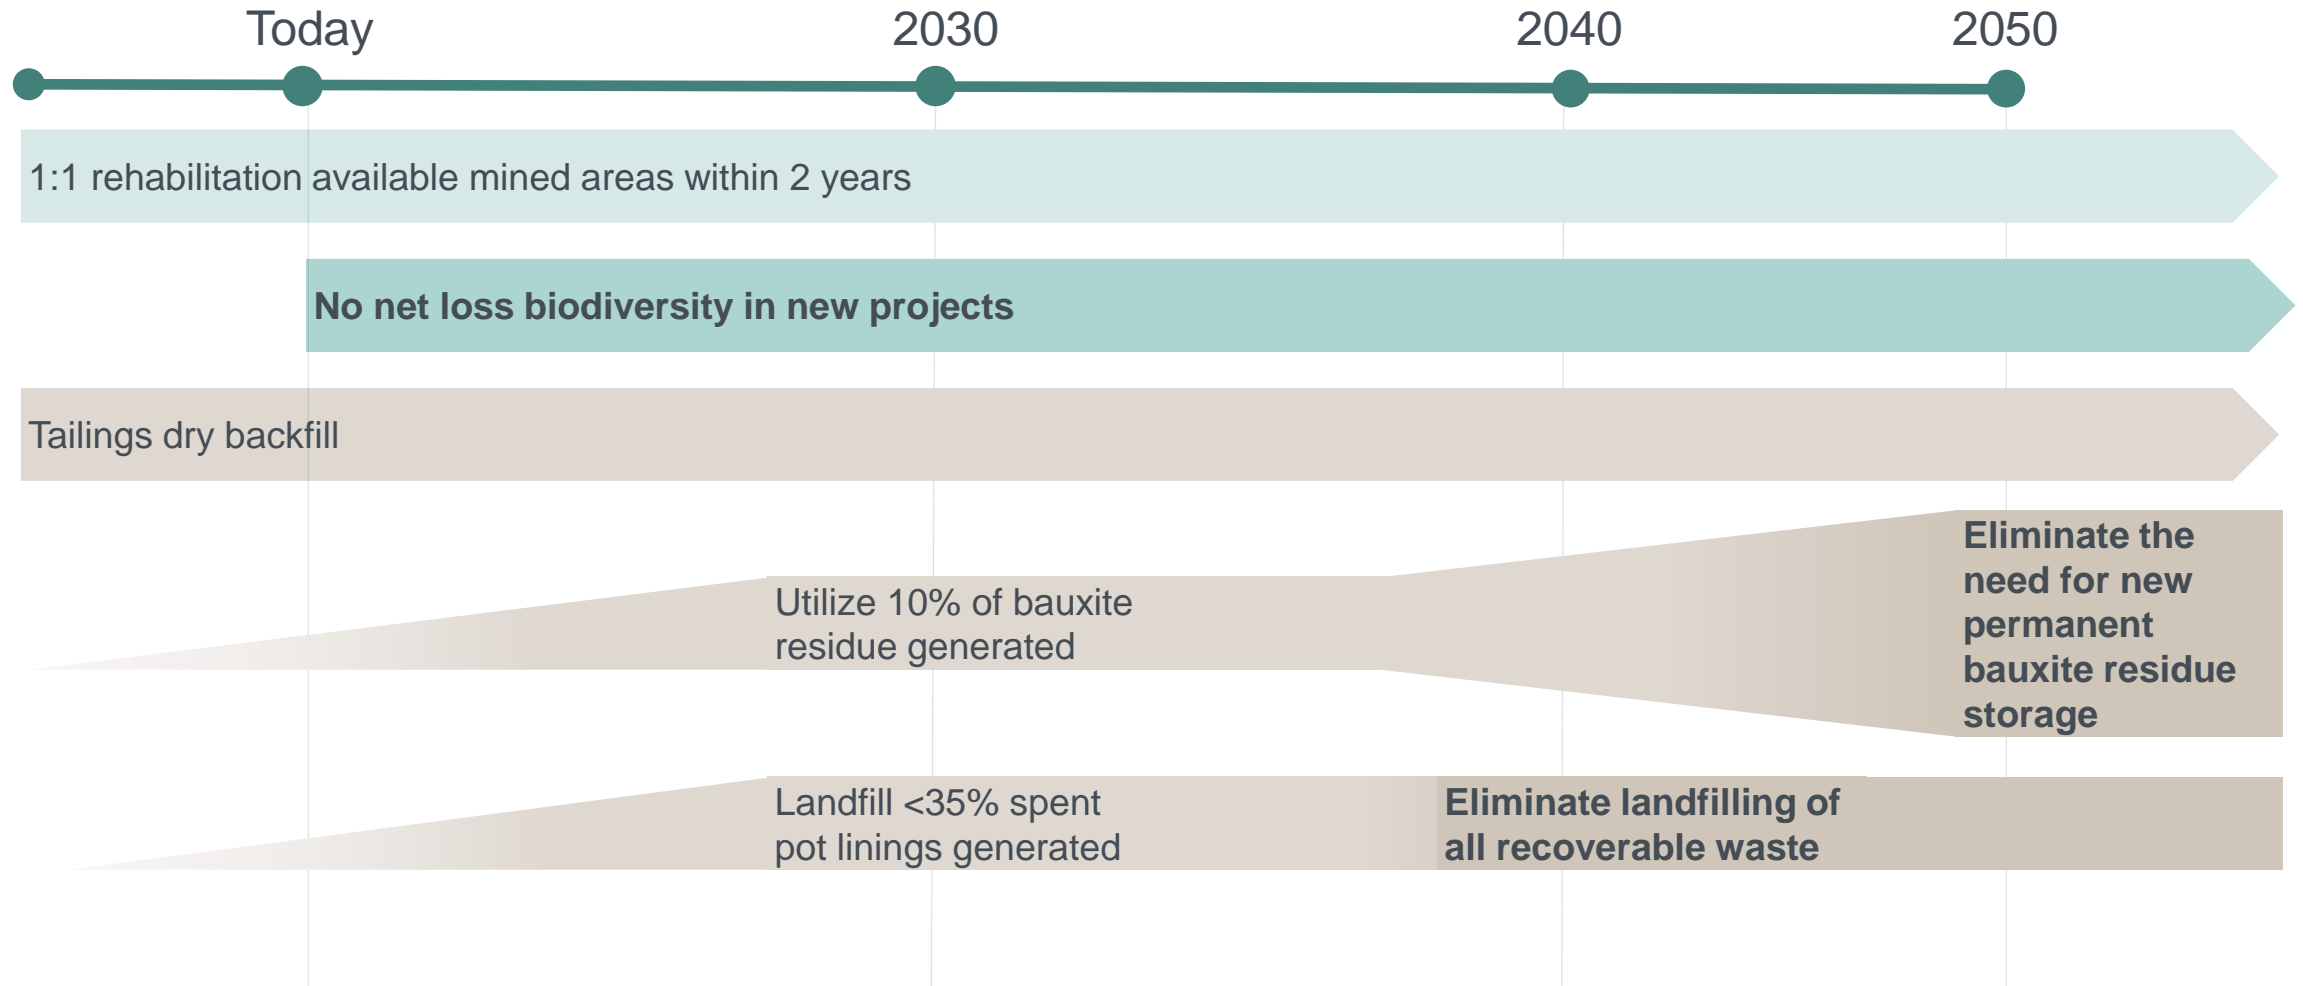 Today
2030
2040
2050
1:1 rehabilitation available mined areas within 2 years
No net loss biodiversity in new projects
Tailings dry backfill
Utilize 10% of bauxite
residue generated
Eliminate the
need for new
permanent
bauxite residue
storage
Landfill <35% spent
pot linings generated
Eliminate landfilling of
all recoverable waste